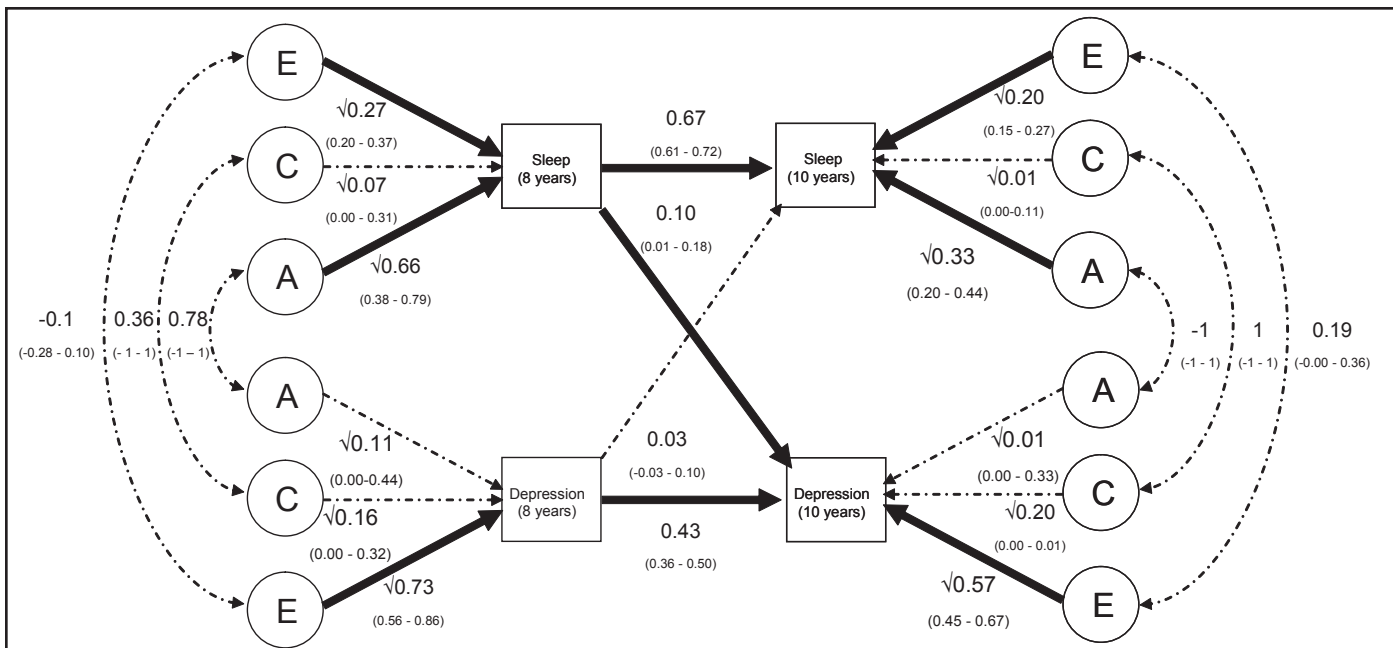 E
E
√0.27
(0.20 - 0.37)
√0.20
(0.15 - 0.27)
C
C
√0.07
(0.00 - 0.31)
√0.01
(0.00-0.11)
Sleep
(8 years)
0.67
(0.61 - 0.72)
Sleep
(10 years)
0.10
(0.01 - 0.18)
A
A
√0.66
(0.38 - 0.79)
√0.33
(0.20 - 0.44)
-0.1
(-0.28 - 0.10)
0.36
(- 1 - 1)
0.78
(-1 – 1)
-1
(-1 - 1)
1
(-1 - 1)
0.19
(-0.00 - 0.36)
A
A
√0.11
(0.00-0.44)
√0.01
(0.00 - 0.33)
0.03
(-0.03 - 0.10)
C
C
√0.16
(0.00 - 0.32)
√0.20
(0.00 - 0.01)
Depression
(8 years)
Depression
(10 years)
0.43
(0.36 - 0.50)
E
E
√0.73
(0.56 - 0.86)
√0.57
(0.45 - 0.67)